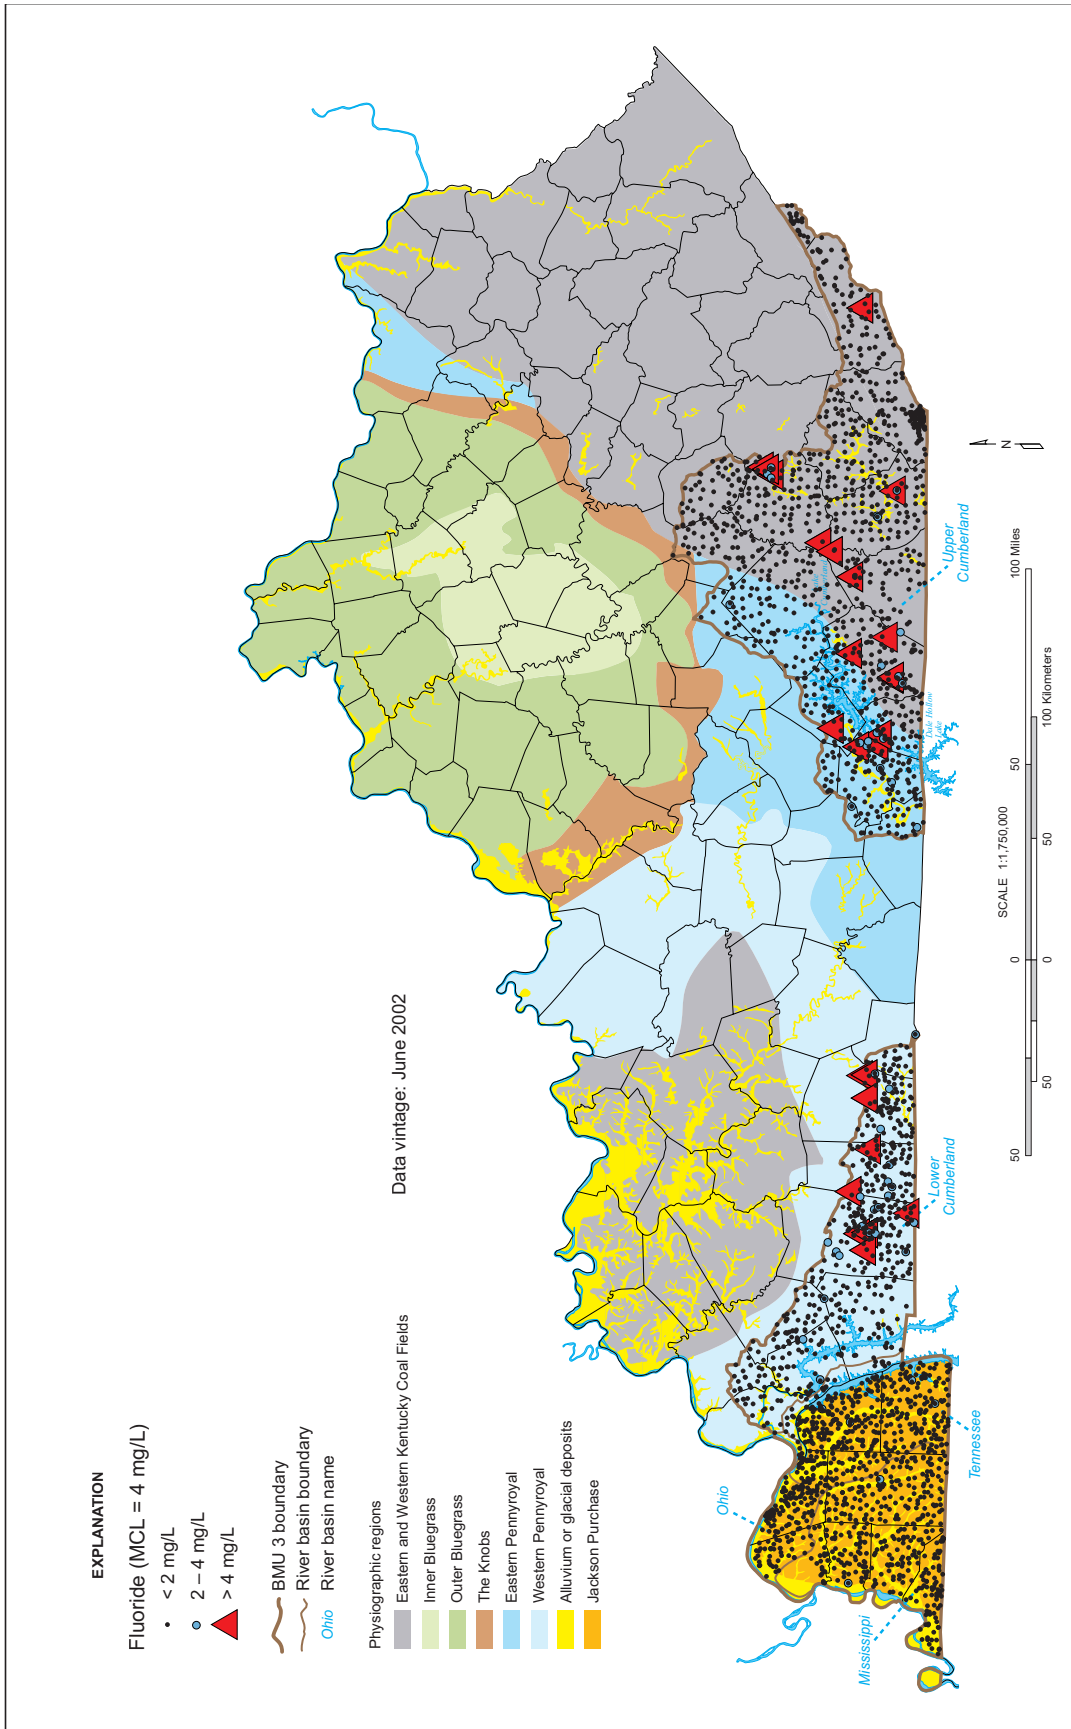 EXPLANATION
Fluoride (MCL = 4 mg/L)
< 2 mg/L
2 – 4 mg/L
> 4 mg/L
BMU 3 boundary
River basin boundary
Ohio River basin name
Physiographic regions
Eastern and Western Kentucky Coal Fields
Inner Bluegrass
Outer Bluegrass
The Knobs
Eastern Pennyroyal
Western Pennyroyal
Alluvium or glacial deposits
Jackson Purchase
Data vintage: June 2002
Ohio
Mississippi
Tennessee
Lower
Cumberland
Upper
Cumberland
Lake
Cumberland
Dale Hollow
Lake
N
SCALE 1:1,750,000
50 0 50 100 Miles
50 0 50 100 Kilometers